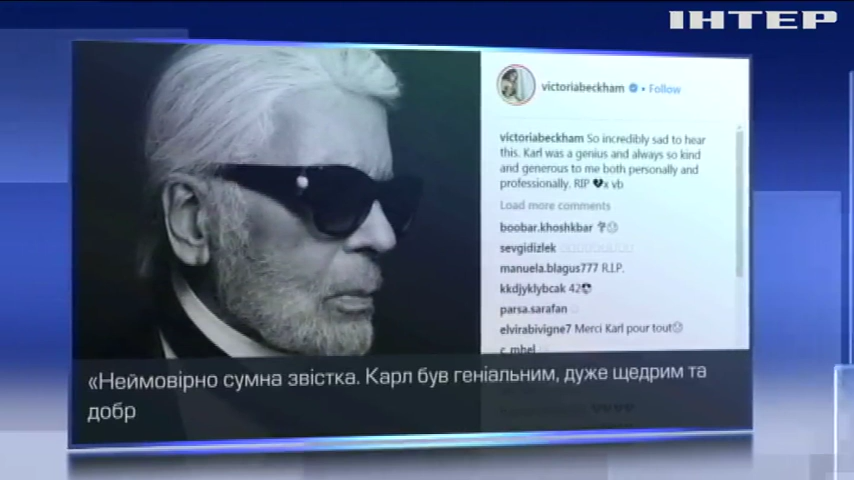 ІНТЕР
victoriabeckham • Follow
victoriabeckham So incredibly sad to hear
this. Karl was a genius and always so kind
and generous to me both personally and
professionally. RIP 💔x vb
Load more comments
boobar.khoshkbar
sevgidizlek
manuela.blagus777 R.I.P.
kkdjyklybcak 42
parsa.sarafan
elvirabivigne7 Merci Karl pour tout
c_mhel
«Неймовірно сумна звістка. Карл був геніальним, дуже щедрим та
добр